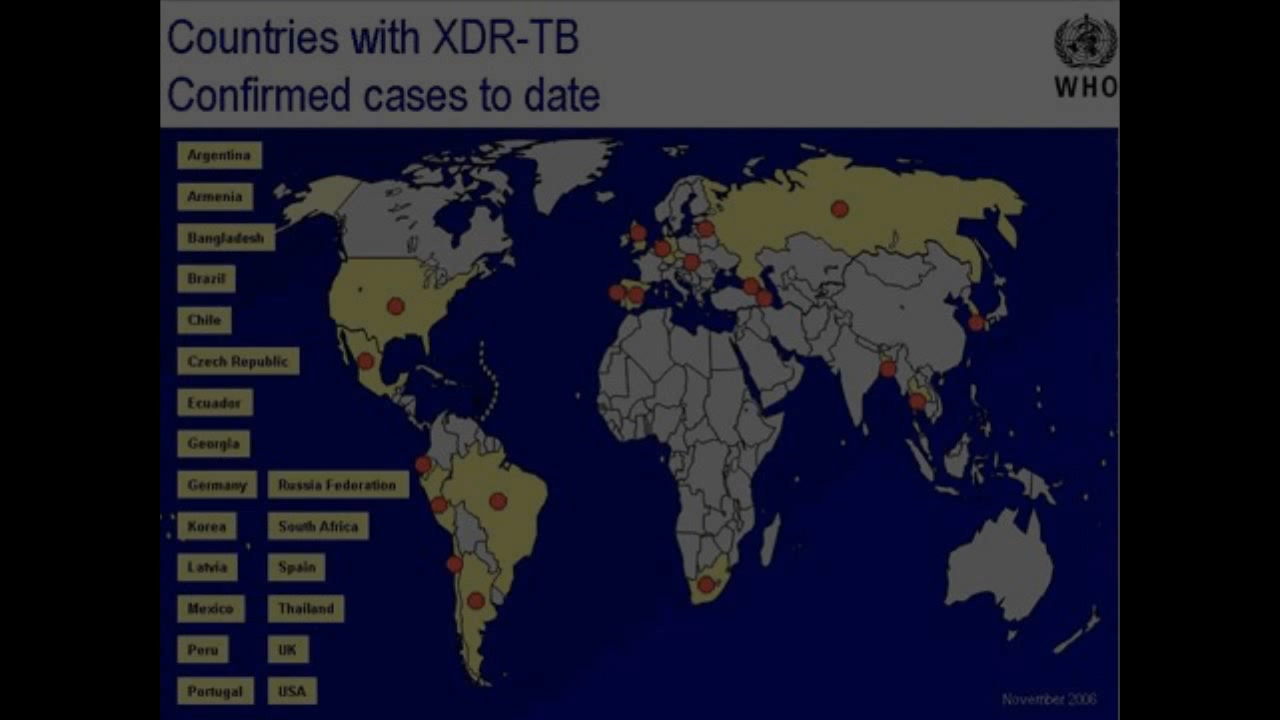 Countries with XDR-TB
Confirmed cases to date
WHO
Argentina
Armenia
Bangladesh
Brazil
Chile
Czech Republic
Ecuador
Georgia
Germany
Russia Federation
Korea
South Africa
Latvia
Spain
Mexico
Thailand
Peru
UK
Portugal
USA
November 2006